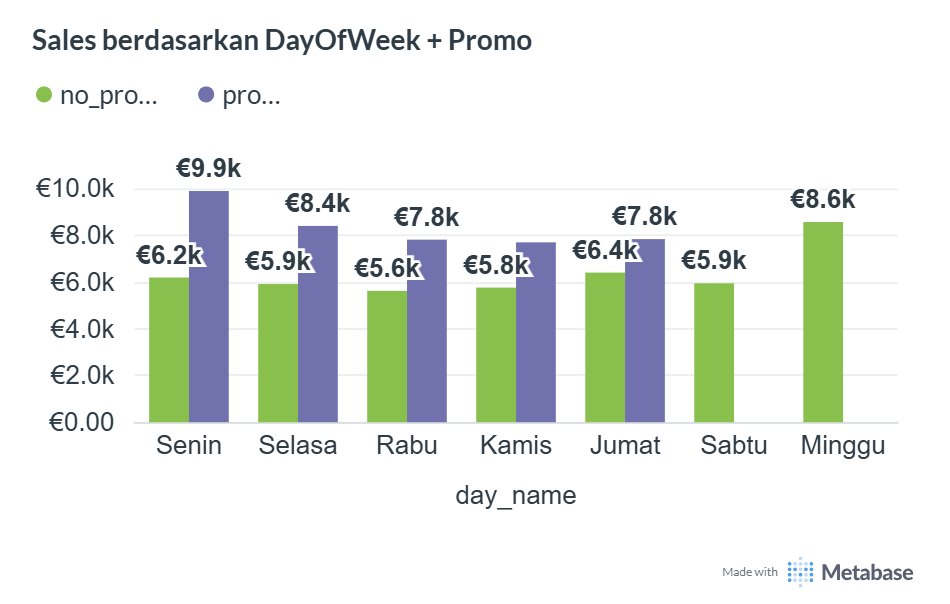 Sales berdasarkan DayOfWeek + Promo
no_pro... pro...
€9.9k
€10.0k
€8.4k €8.6k
€7.8k €7.8k
€8.0k
€6.2k €5.9k €5.6k €5.8k €6.4k €5.9k
€6.0k
€4.0k
€2.0k
€0.00
Senin Selasa Rabu Kamis Jumat Sabtu Minggu
day_name
Made with Metabase